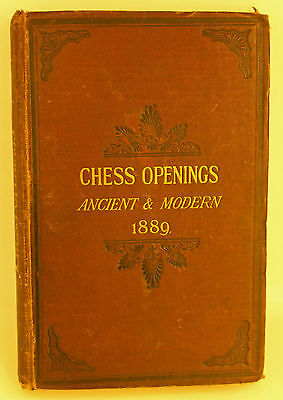 CHESS OPENINGS
ANCIENT & MODERN
1889.